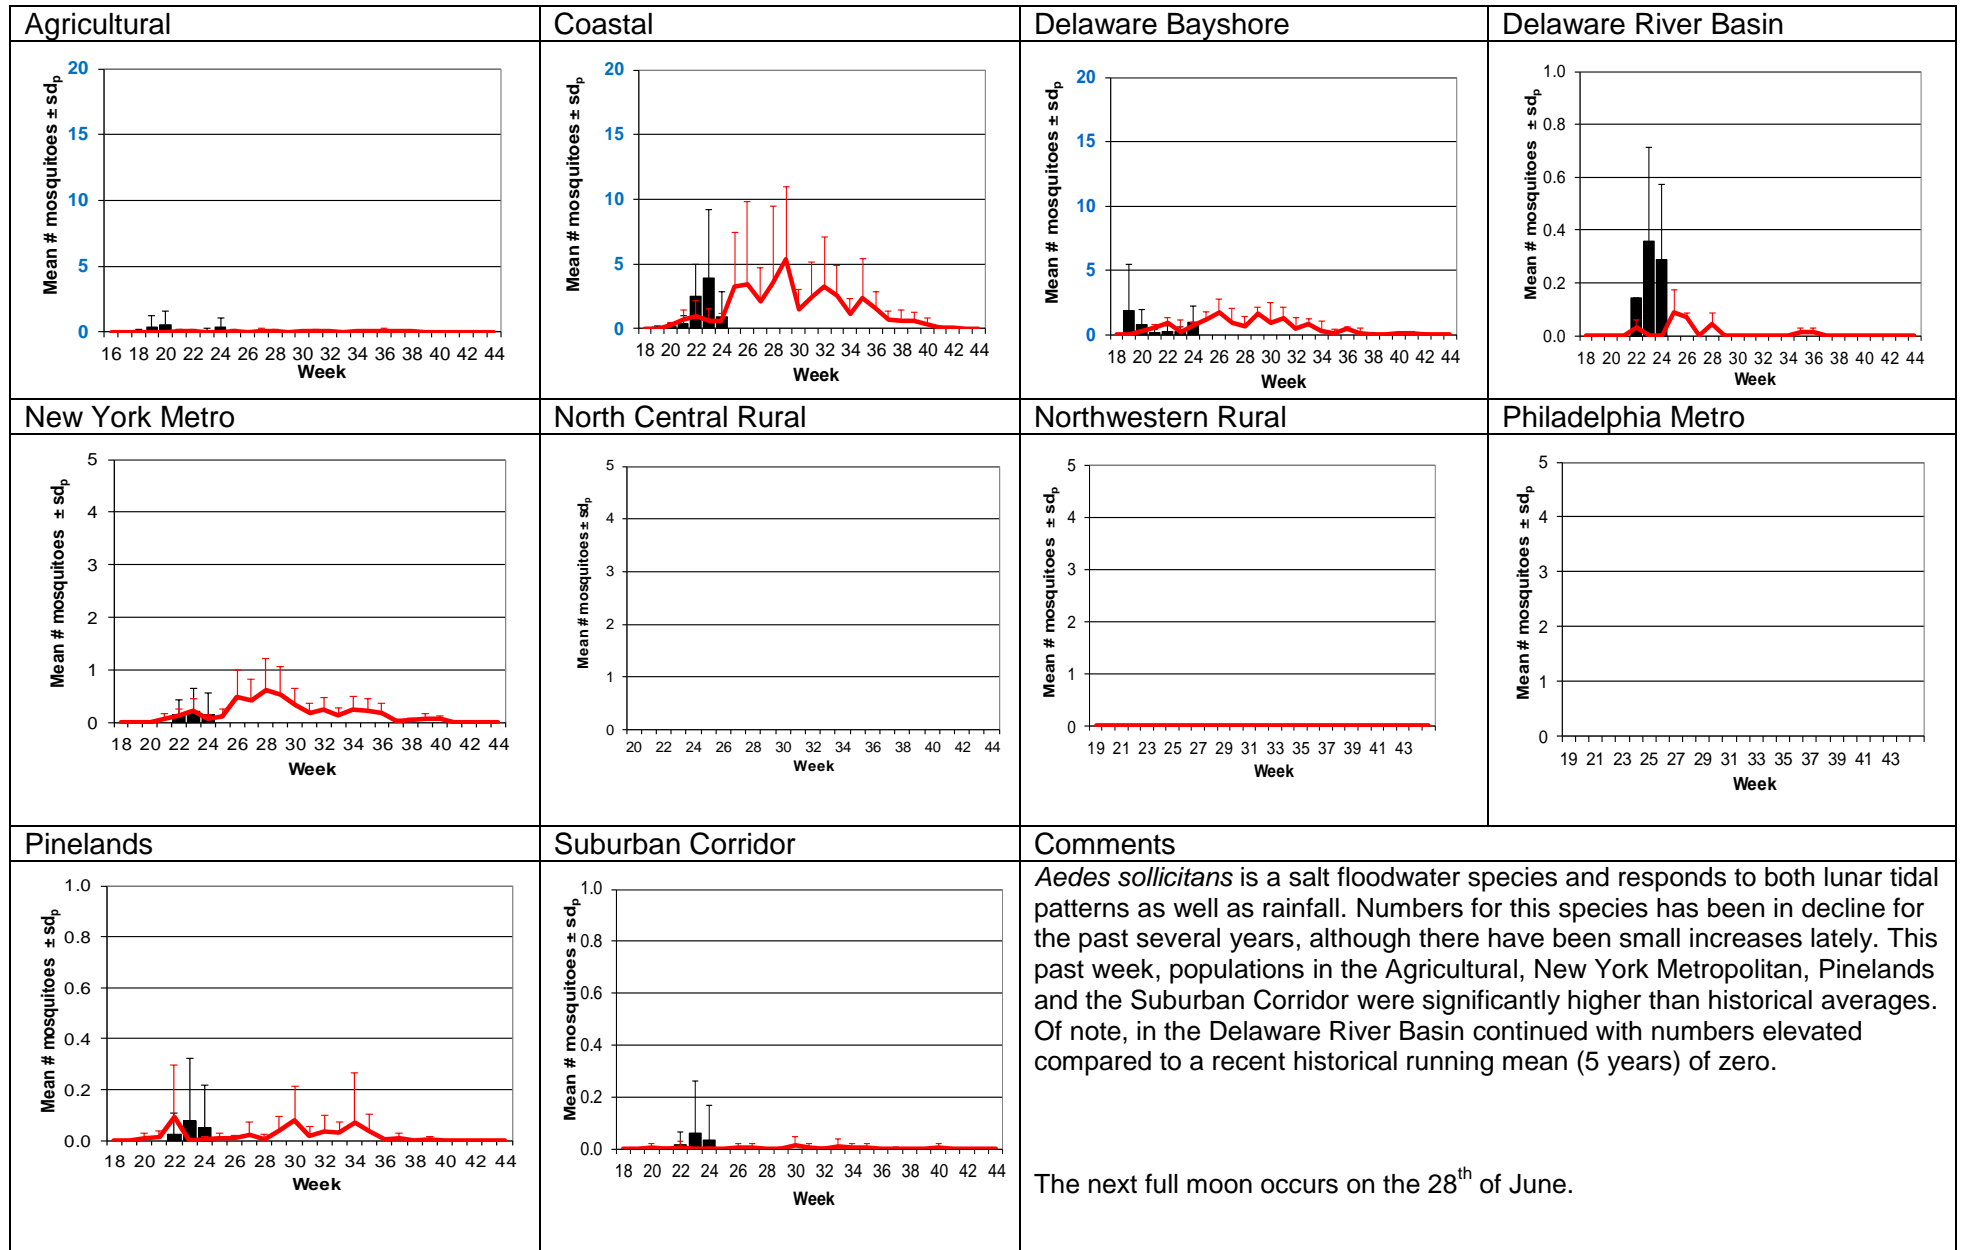 Agricultural
Mean # mosquitoes ± sdp
20
15
10
5
0
16 18 20 22 24 26 28 30 32 34 36 38 40 42 44
Week
Coastal
Mean # mosquitoes ± sdp
20
15
10
5
0
18 20 22 24 26 28 30 32 34 36 38 40 42 44
Week
Delaware Bayshore
Mean # mosquitoes ± sdp
20
15
10
5
0
18 20 22 24 26 28 30 32 34 36 38 40 42 44
Week
Delaware River Basin
Mean # mosquitoes ± sdp
1.0
0.8
0.6
0.4
0.2
0.0
18 20 22 24 26 28 30 32 34 36 38 40 42 44
Week
New York Metro
Mean # mosquitoes ± sdp
5
4
3
2
1
0
18 20 22 24 26 28 30 32 34 36 38 40 42 44
Week
North Central Rural
Mean # mosquitoes ± sdp
5
4
3
2
1
0
20 22 24 26 28 30 32 34 36 38 40 42 44
Week
Northwestern Rural
Mean # mosquitoes ± sdp
5
4
3
2
1
0
19 21 23 25 27 29 31 33 35 37 39 41 43
Week
Philadelphia Metro
Mean # mosquitoes ± sdp
5
4
3
2
1
0
19 21 23 25 27 29 31 33 35 37 39 41 43
Week
Pinelands
Mean # mosquitoes ± sdp
1.0
0.8
0.6
0.4
0.2
0.0
18 20 22 24 26 28 30 32 34 36 38 40 42 44
Week
Suburban Corridor
Mean # mosquitoes ± sdp
1.0
0.8
0.6
0.4
0.2
0.0
18 20 22 24 26 28 30 32 34 36 38 40 42 44
Week
Comments
Aedes sollicitans is a salt floodwater species and responds to both lunar tidal
patterns as well as rainfall. Numbers for this species has been in decline for
the past several years, although there have been small increases lately. This
past week, populations in the Agricultural, New York Metropolitan, Pinelands
and the Suburban Corridor were significantly higher than historical averages.
Of note, in the Delaware River Basin continued with numbers elevated
compared to a recent historical running mean (5 years) of zero.
The next full moon occurs on the 28th of June.